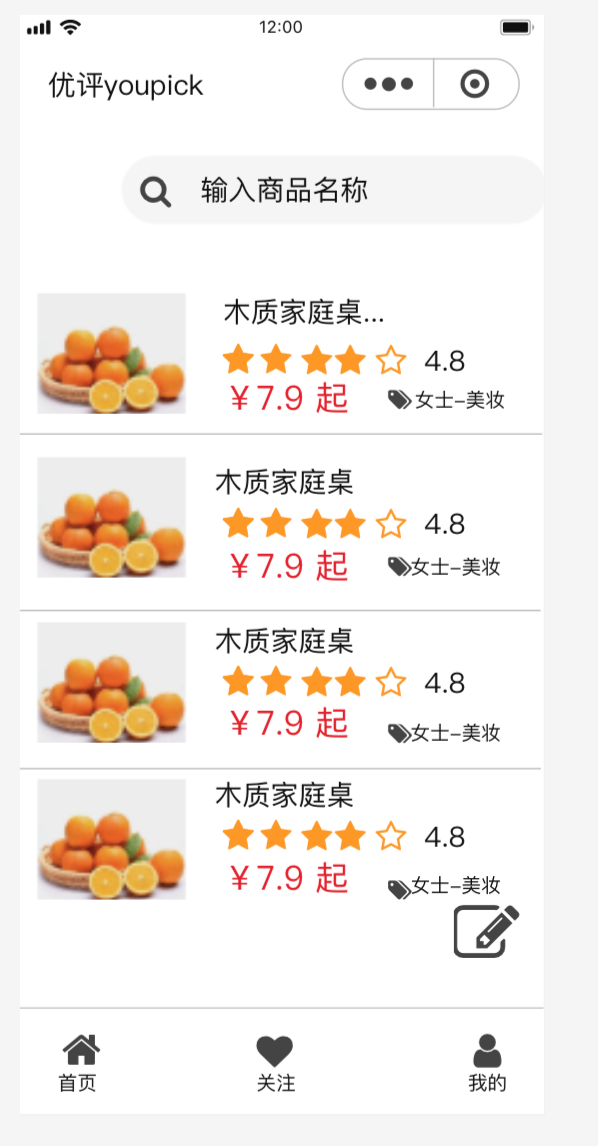 12:00
优评youpick
输入商品名称
木质家庭桌...
4.8
¥7.9 起
女士–美妆
木质家庭桌
4.8
¥7.9 起
女士–美妆
木质家庭桌
4.8
¥7.9 起
女士–美妆
木质家庭桌
4.8
¥7.9 起
女士–美妆
首页
关注
我的